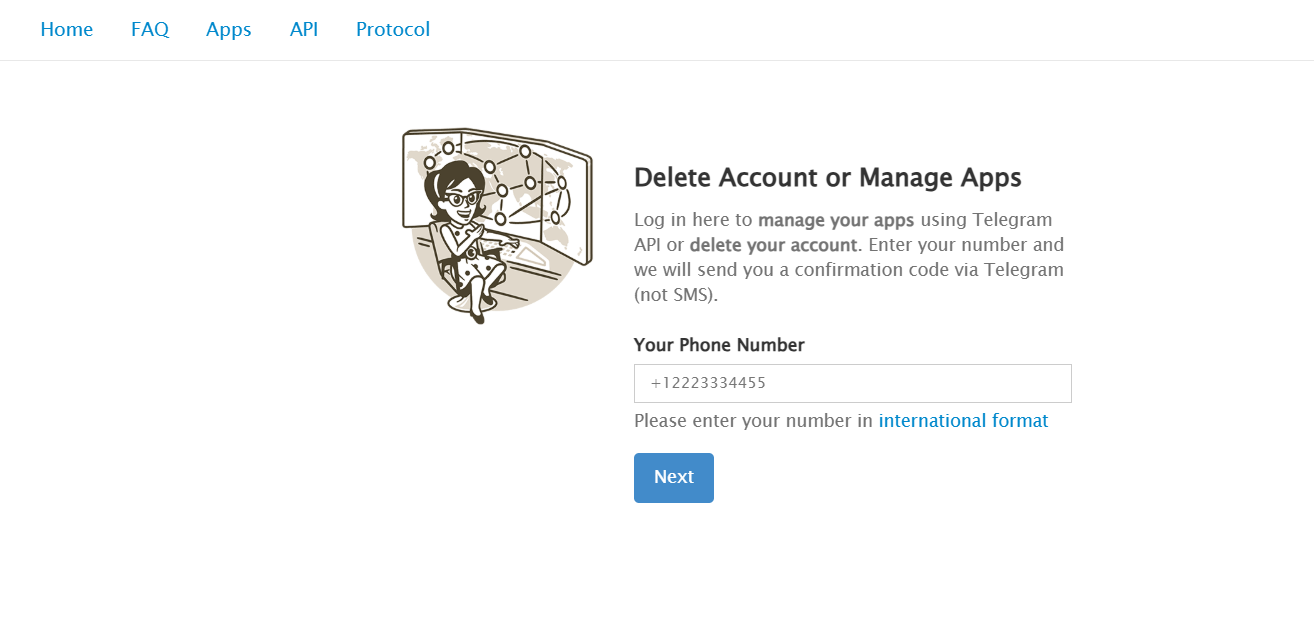 Home FAQ Apps API Protocol
Delete Account or Manage Apps
Log in here to manage your apps using Telegram
API or delete your account. Enter your number and
we will send you a confirmation code via Telegram
(not SMS).
Your Phone Number
+12223334455
Please enter your number in international format
Next